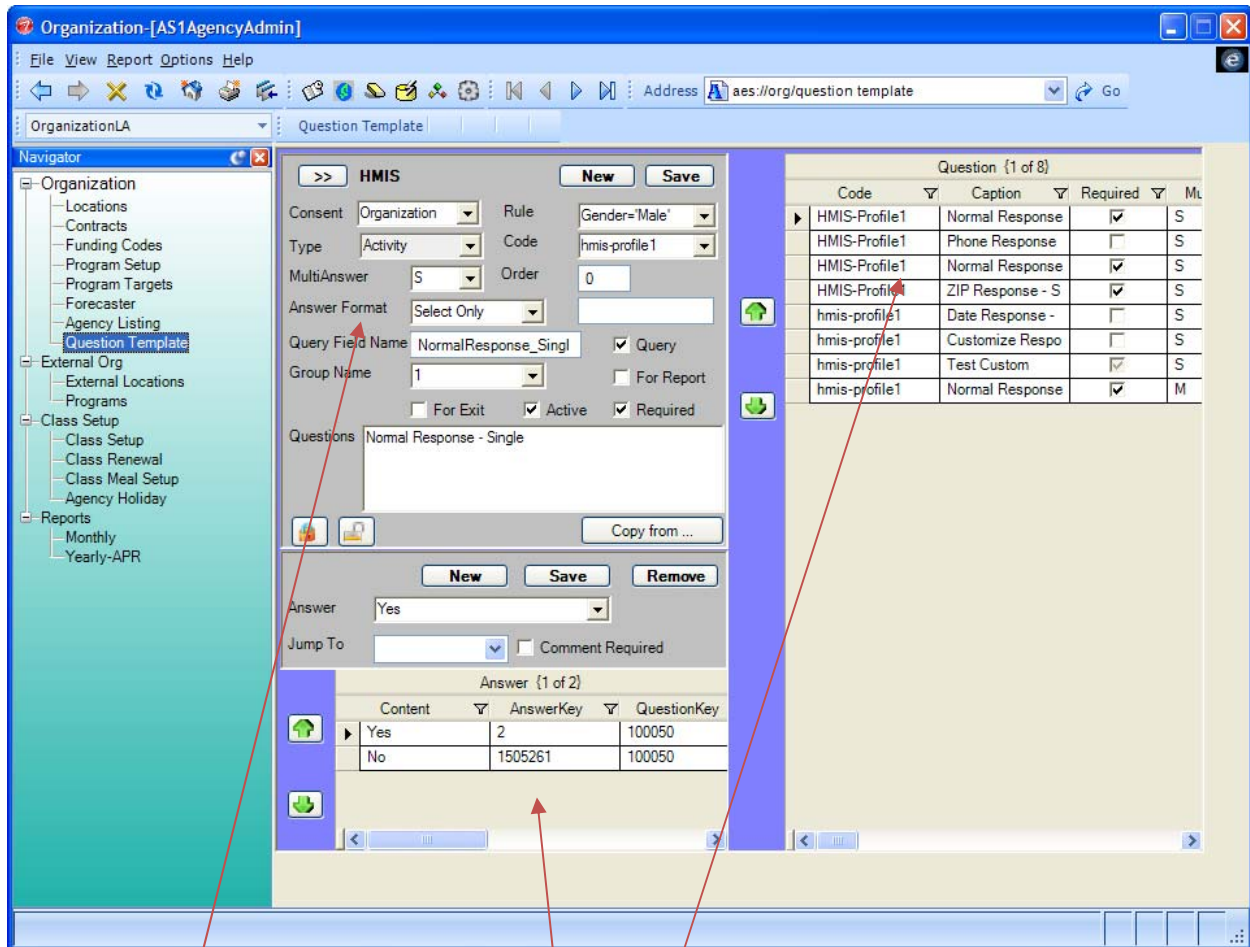 Organization-[AS1AgencyAdmin]
File View Report Options Help
Address aes://org/question template Go
OrganizationLA Question Template
Navigator
Organization
Locations
Contracts
Funding Codes
Program Setup
Program Targets
Forecaster
Agency Listing
Question Template
External Org
External Locations
Programs
Class Setup
Class Setup
Class Renewal
Class Meal Setup
Agency Holiday
Reports
Monthly
Yearly-APR
>> HMIS New Save
Consent Organization Rule Gender='Male'
Type Activity Code hmis-profile1
MultiAnswer S Order 0
Answer Format Select Only
Query Field Name NormalResponse_Singl Query
Group Name 1 For Report
For Exit Active Required
Questions Normal Response - Single
Copy from ...
New Save Remove
Answer Yes
Jump To Comment Required
Answer {1 of 2}
Content AnswerKey QuestionKey
Yes 2 100050
No 1505261 100050
Question {1 of 8}
Code Caption Required Mu
HMIS-Profile1 Normal Response S
HMIS-Profile1 Phone Response S
HMIS-Profile1 Normal Response S
HMIS-Profile1 ZIP Response - S S
hmis-profile1 Date Response - S
hmis-profile1 Customize Respo S
hmis-profile1 Test Custom S
hmis-profile1 Normal Response M